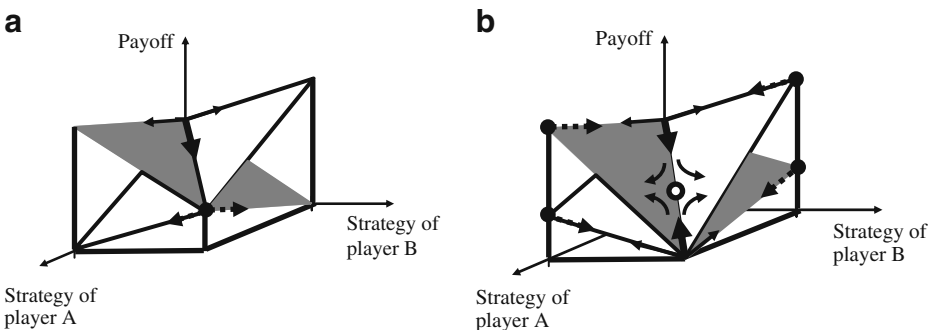 a
Payoff
Strategy of
player B
Strategy of
player A
b
Payoff
Strategy of
player B
Strategy of
player A